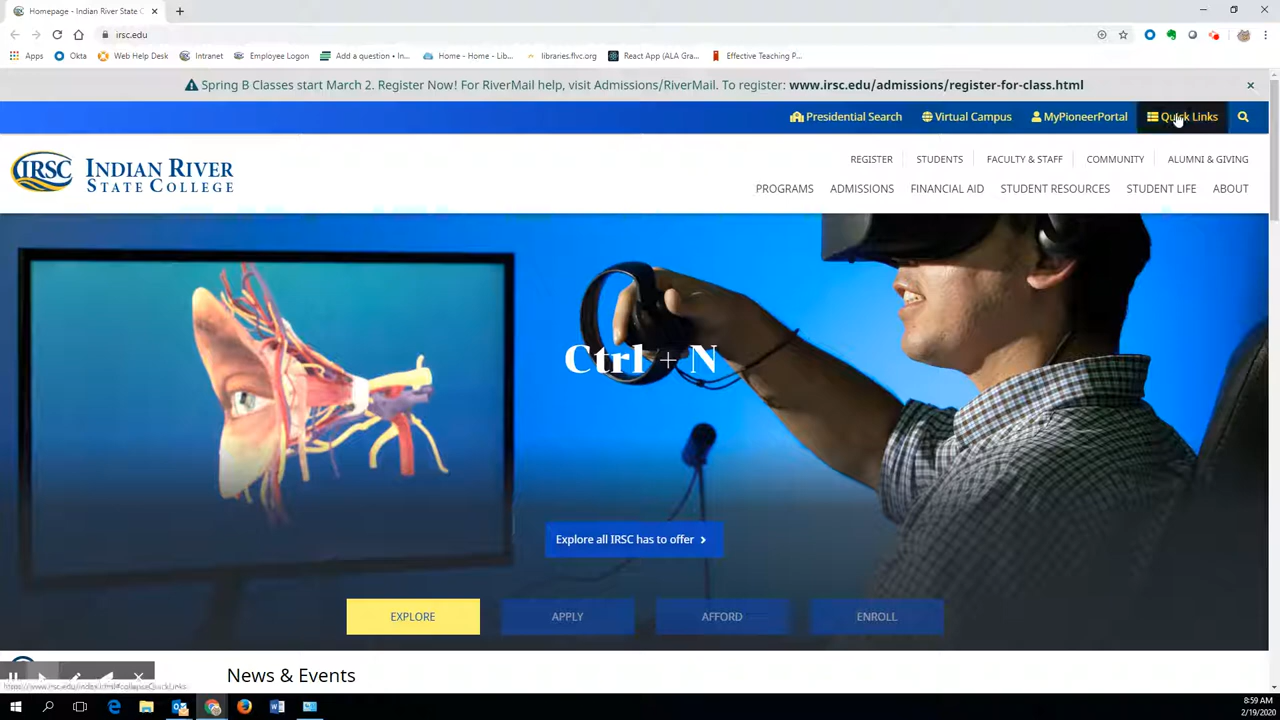 Homepage - Indian River State C
irsc.edu
Apps Okta Web Help Desk Intranet Employee Logon Add a question ‹ In... Home - Home - Lib... libraries.flvc.org React App (ALA Gra... Effective Teaching P...
Spring B Classes start March 2. Register Now! For RiverMail help, visit Admissions/RiverMail. To register: www.irsc.edu/admissions/register-for-class.html
Presidential Search Virtual Campus MyPioneerPortal Quick Links
REGISTER STUDENTS FACULTY & STAFF COMMUNITY ALUMNI & GIVING
IRSC INDIAN RIVER STATE COLLEGE
PROGRAMS ADMISSIONS FINANCIAL AID STUDENT RESOURCES STUDENT LIFE ABOUT
Ctrl + N
Explore all IRSC has to offer
EXPLORE APPLY AFFORD ENROLL
News & Events
https://www.irsc.edu/index.html#collapseQuickLinks
8:59 AM
2/19/2020